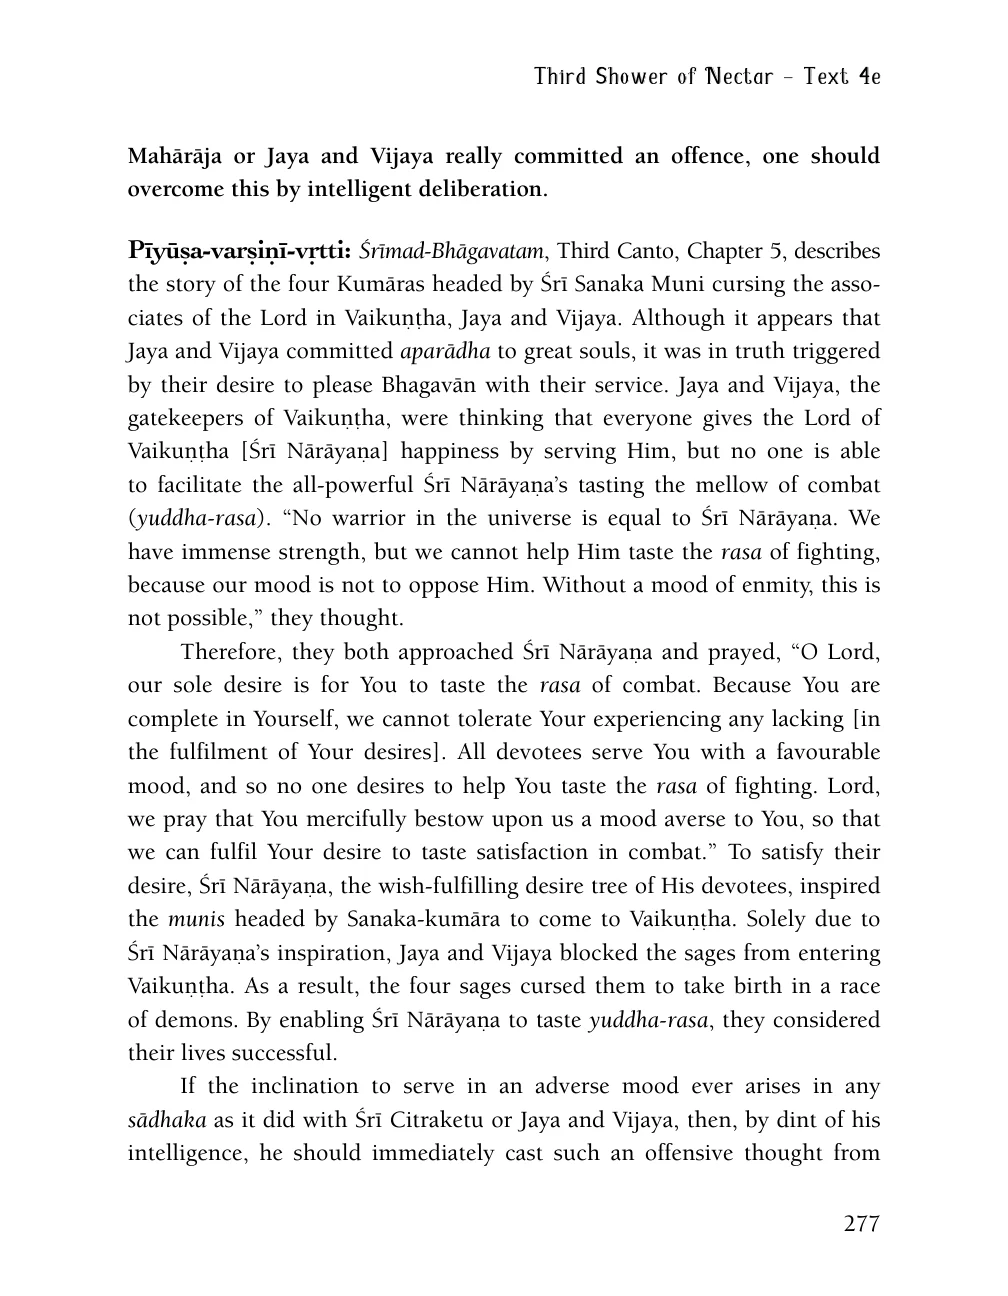 Third Shower of Nectar – Text 4e
Mahārāja or Jaya and Vijaya really committed an offence, one should
overcome this by intelligent deliberation.
Pīyūṣa-varṣiṇī-vṛtti: Śrīmad-Bhāgavatam, Third Canto, Chapter 5, describes
the story of the four Kumāras headed by Śrī Sanaka Muni cursing the asso-
ciates of the Lord in Vaikuṇṭha, Jaya and Vijaya. Although it appears that
Jaya and Vijaya committed aparādha to great souls, it was in truth triggered
by their desire to please Bhagavān with their service. Jaya and Vijaya, the
gatekeepers of Vaikuṇṭha, were thinking that everyone gives the Lord of
Vaikuṇṭha [Śrī Nārāyaṇa] happiness by serving Him, but no one is able
to facilitate the all-powerful Śrī Nārāyaṇa’s tasting the mellow of combat
(yuddha-rasa). “No warrior in the universe is equal to Śrī Nārāyaṇa. We
have immense strength, but we cannot help Him taste the rasa of fighting,
because our mood is not to oppose Him. Without a mood of enmity, this is
not possible,” they thought.
Therefore, they both approached Śrī Nārāyaṇa and prayed, “O Lord,
our sole desire is for You to taste the rasa of combat. Because You are
complete in Yourself, we cannot tolerate Your experiencing any lacking [in
the fulfilment of Your desires]. All devotees serve You with a favourable
mood, and so no one desires to help You taste the rasa of fighting. Lord,
we pray that You mercifully bestow upon us a mood averse to You, so that
we can fulfil Your desire to taste satisfaction in combat.” To satisfy their
desire, Śrī Nārāyaṇa, the wish-fulfilling desire tree of His devotees, inspired
the munis headed by Sanaka-kumāra to come to Vaikuṇṭha. Solely due to
Śrī Nārāyaṇa’s inspiration, Jaya and Vijaya blocked the sages from entering
Vaikuṇṭha. As a result, the four sages cursed them to take birth in a race
of demons. By enabling Śrī Nārāyaṇa to taste yuddha-rasa, they considered
their lives successful.
If the inclination to serve in an adverse mood ever arises in any
sādhaka as it did with Śrī Citraketu or Jaya and Vijaya, then, by dint of his
intelligence, he should immediately cast such an offensive thought from
277